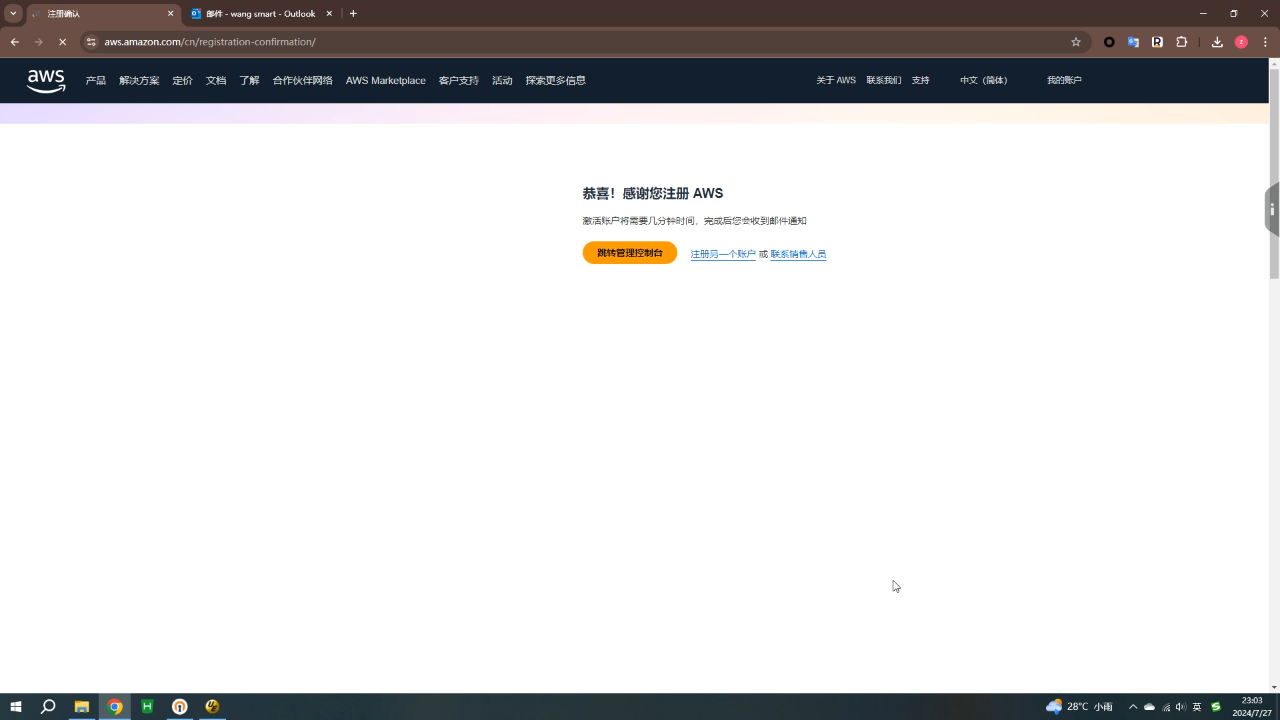 注册确认
邮件 - wang smart - Outlook
aws.amazon.com/cn/registration-confirmation/
aws
产品 解决方案 定价 文档 了解 合作伙伴网络 AWS Marketplace 客户支持 活动 探索更多信息
关于 AWS 联系我们 支持 中文（简体） 我的账户
恭喜！感谢您注册 AWS
激活账户将需要几分钟时间，完成后您会收到邮件通知
跳转管理控制台 注册另一个账户 或 联系销售人员
28°C 小雨
英
23:03
2024/7/27